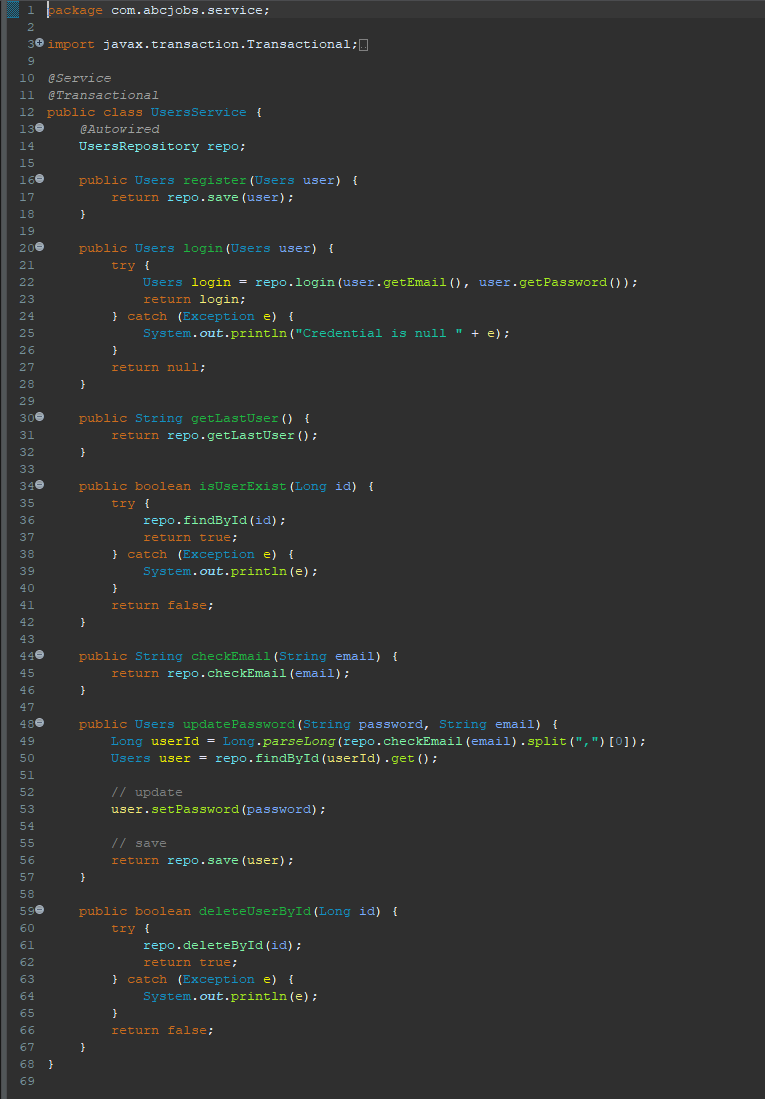 1 package com.abcjobs.service;
2
3 import javax.transaction.Transactional;
9
10 @Service
11 @Transactional
12 public class UsersService {
13     @Autowired
14     UsersRepository repo;
15
16     public Users register(Users user) {
17         return repo.save(user);
18     }
19
20     public Users login(Users user) {
21         try {
22             Users login = repo.login(user.getEmail(), user.getPassword());
23             return login;
24         } catch (Exception e) {
25             System.out.println("Credential is null " + e);
26         }
27         return null;
28     }
29
30     public String getLastUser() {
31         return repo.getLastUser();
32     }
33
34     public boolean isUserExist(Long id) {
35         try {
36             repo.findById(id);
37             return true;
38         } catch (Exception e) {
39             System.out.println(e);
40         }
41         return false;
42     }
43
44     public String checkEmail(String email) {
45         return repo.checkEmail(email);
46     }
47
48     public Users updatePassword(String password, String email) {
49         Long userId = Long.parseLong(repo.checkEmail(email).split(",")[0]);
50         Users user = repo.findById(userId).get();
51
52         // update
53         user.setPassword(password);
54
55         // save
56         return repo.save(user);
57     }
58
59     public boolean deleteUserById(Long id) {
60         try {
61             repo.deleteById(id);
62             return true;
63         } catch (Exception e) {
64             System.out.println(e);
65         }
66         return false;
67     }
68 }
69